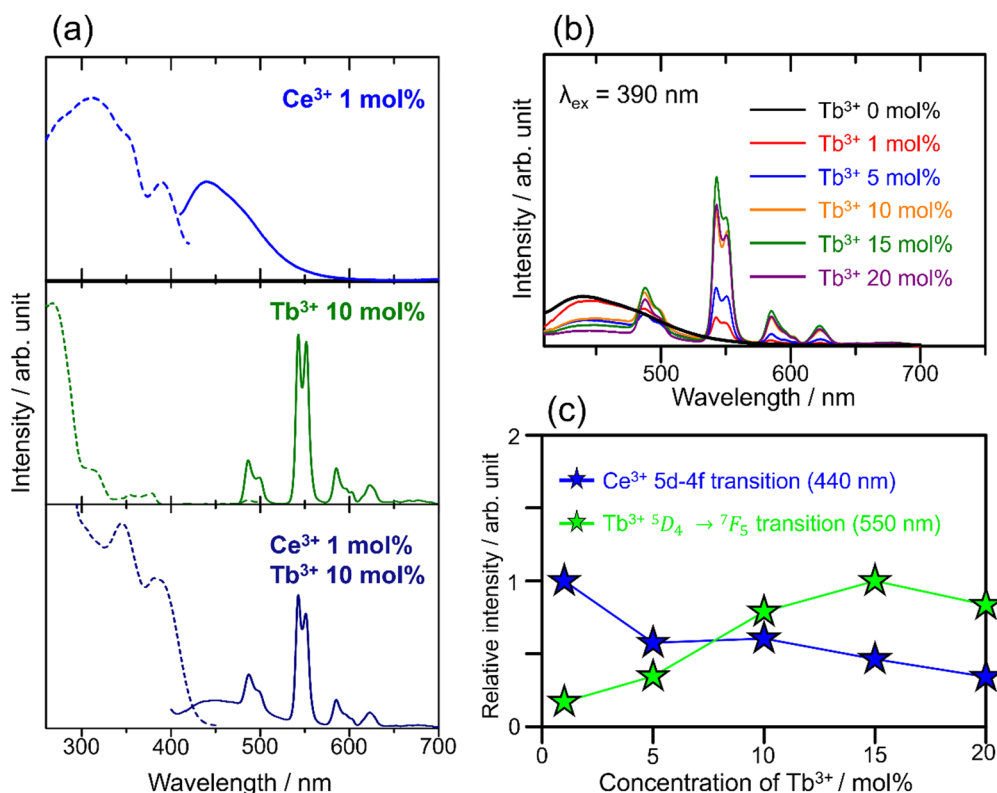 (a)
Ce³⁺ 1 mol%
Tb³⁺ 10 mol%
Ce³⁺ 1 mol%
Tb³⁺ 10 mol%
Intensity / arb. unit
300 400 500 600 700
Wavelength / nm
(b)
λex = 390 nm
Tb³⁺ 0 mol%
Tb³⁺ 1 mol%
Tb³⁺ 5 mol%
Tb³⁺ 10 mol%
Tb³⁺ 15 mol%
Tb³⁺ 20 mol%
Intensity / arb. unit
500 600 700
Wavelength / nm
(c)
2
Ce³⁺ 5d-4f transition (440 nm)
Tb³⁺ ⁵D₄ → ⁷F₅ transition (550 nm)
1
0
Relative intensity / arb. unit
0 5 10 15 20
Concentration of Tb³⁺ / mol%